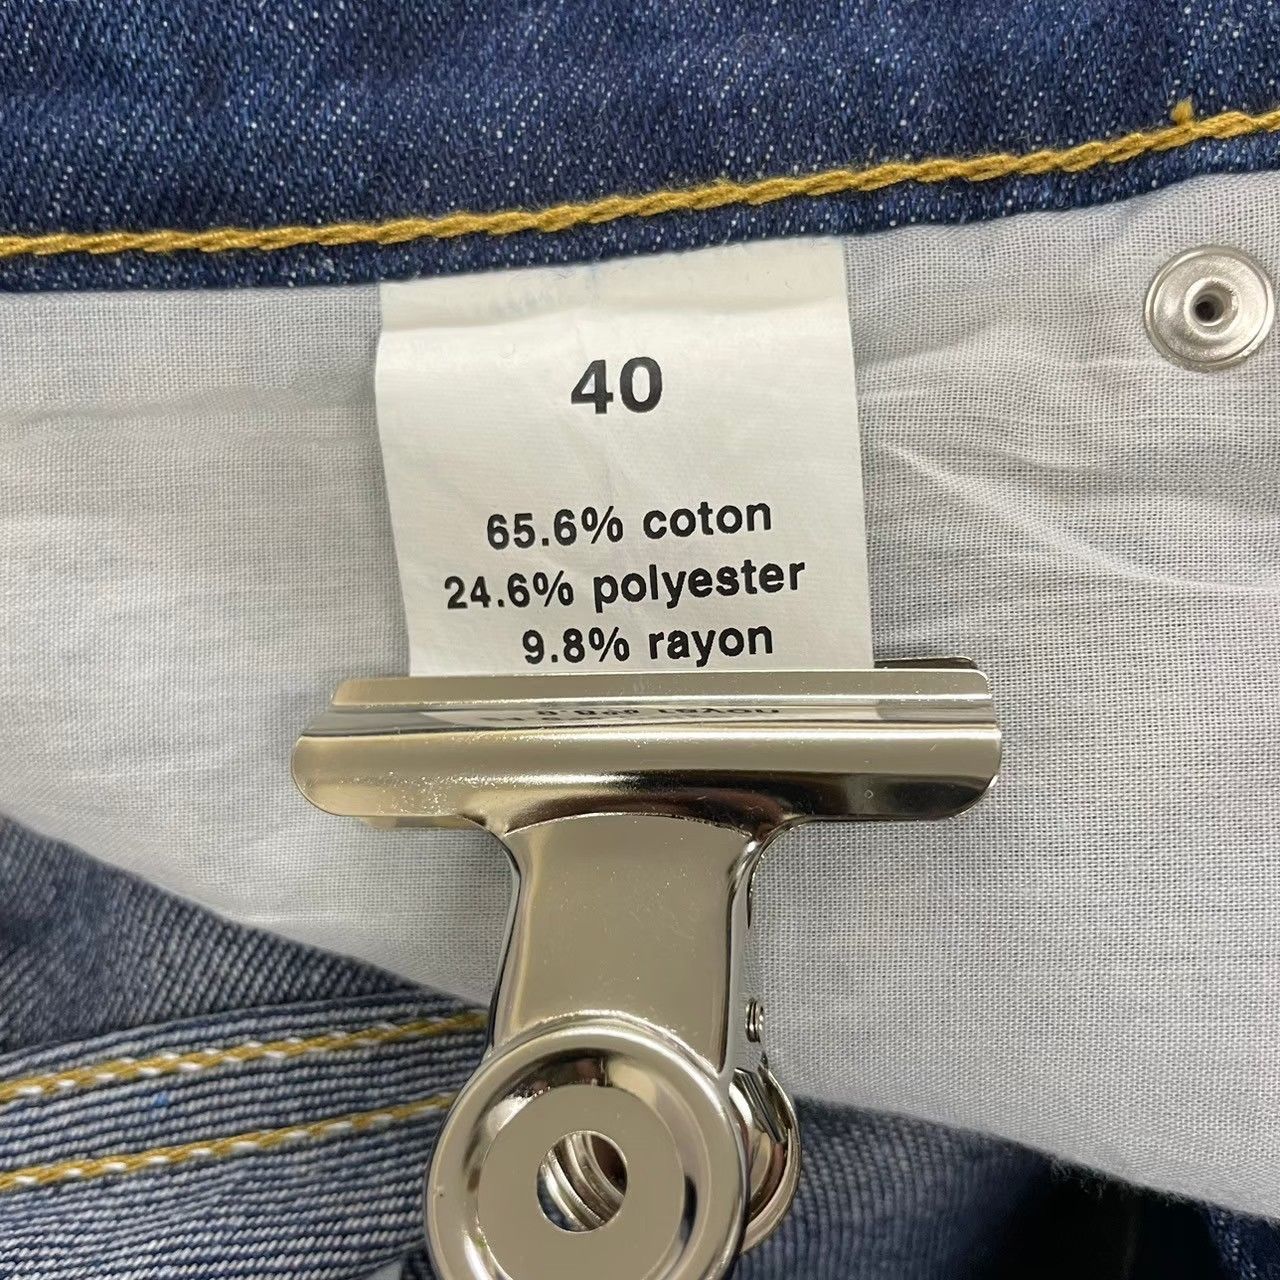 40
65.6% coton
24.6% polyester
9.8% rayon